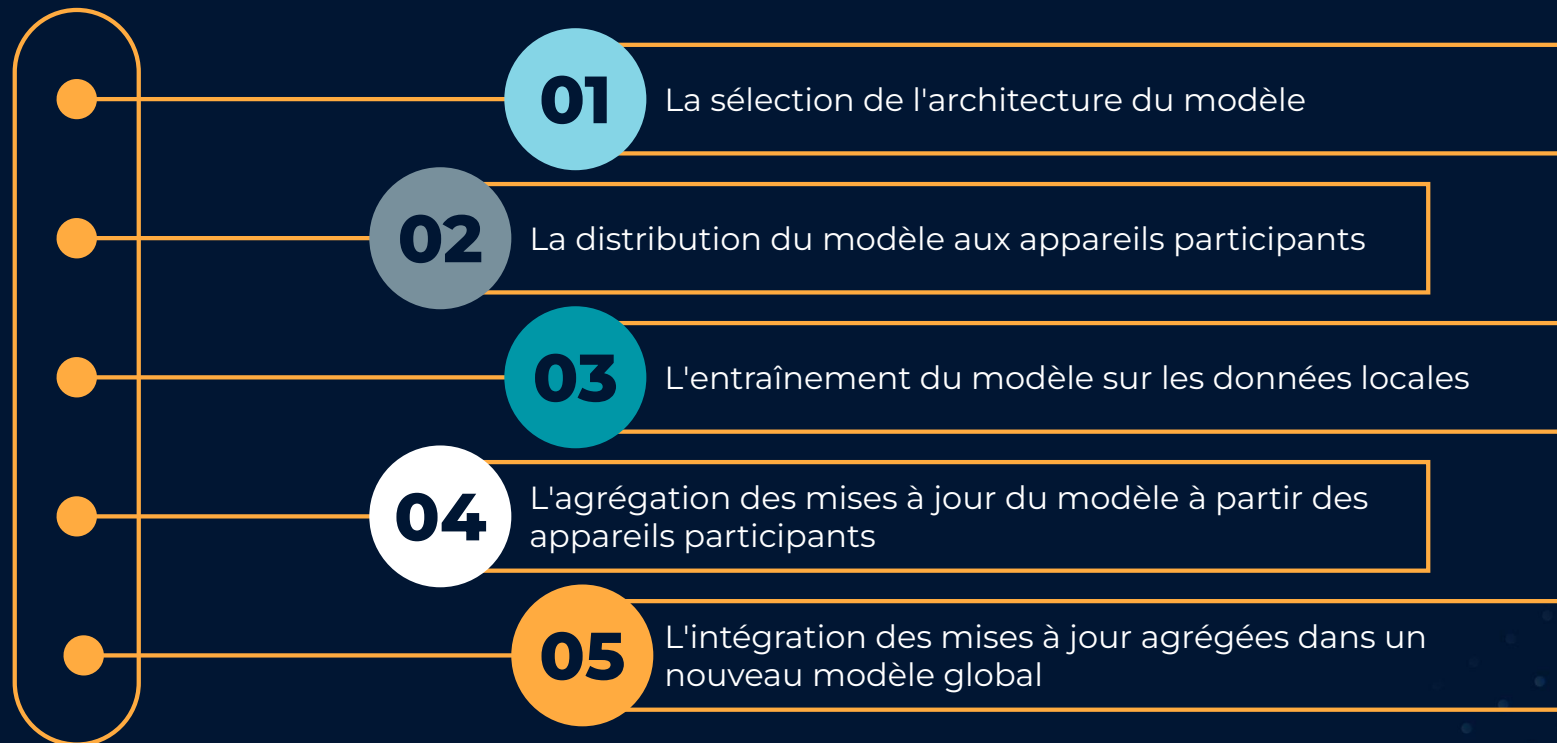 01
La sélection de l'architecture du modèle
02
La distribution du modèle aux appareils participants
03
L'entraînement du modèle sur les données locales
04
L'agrégation des mises à jour du modèle à partir des
appareils participants
05
L'intégration des mises à jour agrégées dans un
nouveau modèle global